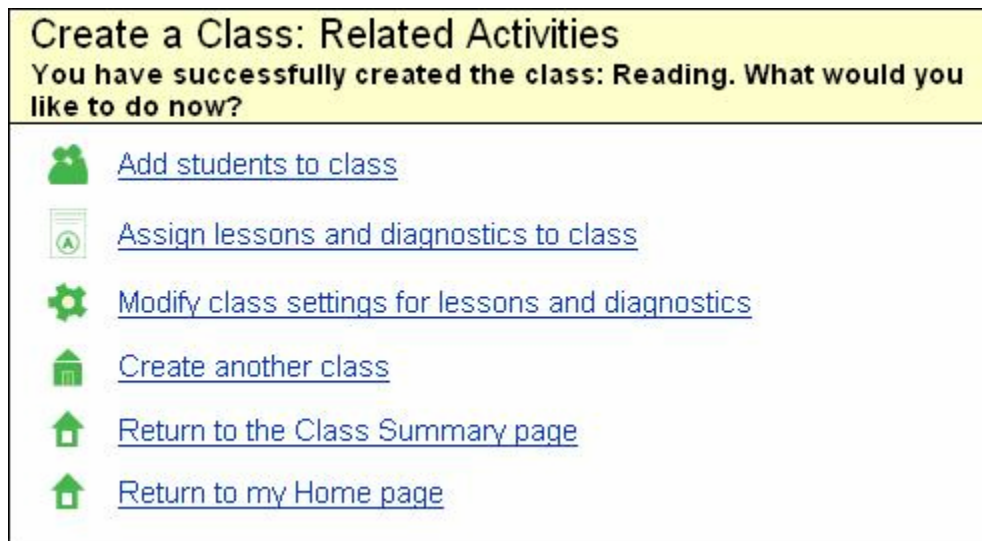 Create a Class: Related Activities
You have successfully created the class: Reading. What would you
like to do now?
Add students to class
A
Assign lessons and diagnostics to class
Modify class settings for lessons and diagnostics
Create another class
Return to the Class Summary page
Return to my Home page